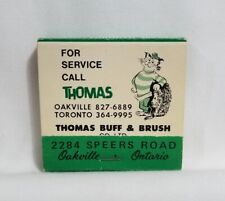 FOR
SERVICE
CALL
THOMAS
OAKVILLE 827-6889
TORONTO 364-9995
THOMAS BUFF & BRUSH
CO. LTD.
2284 SPEERS ROAD
Oakville Ontario